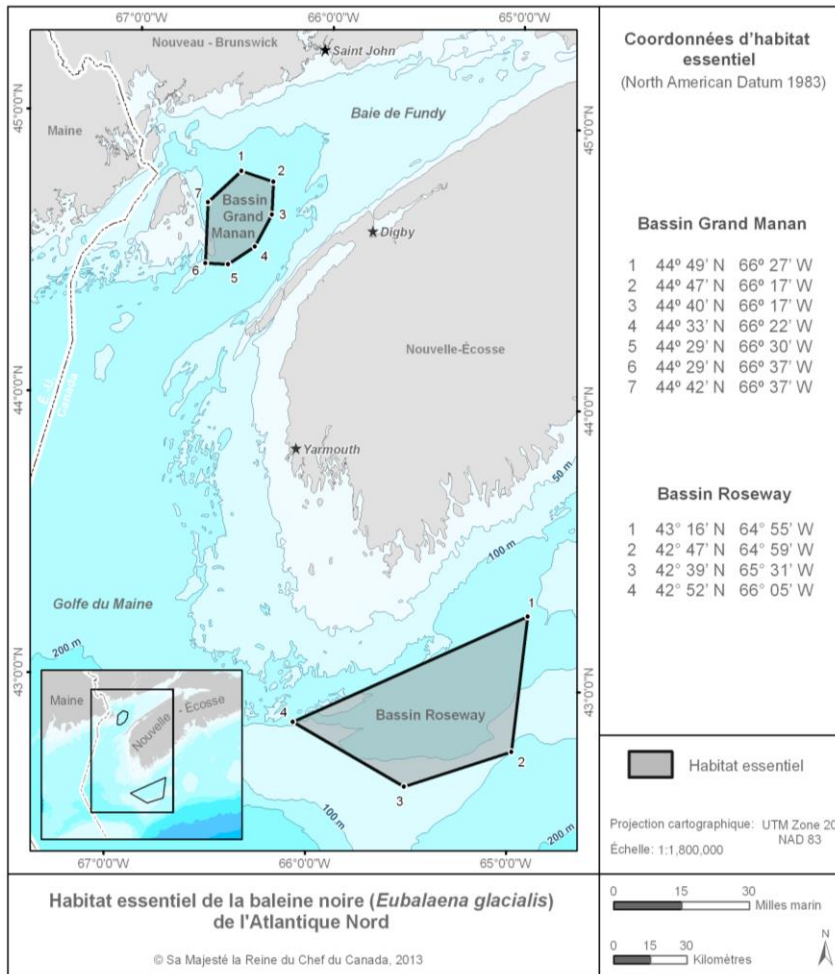 67°0'0"W 66°0'0"W 65°0'0"W
Nouveau - Brunswick
Saint John
45°0'0"N
Maine
Baie de Fundy
45°0'0"N
1
2
7
Bassin
Grand
Manan
3
4
6
5
Digby
Nouvelle-Écosse
44°0'0"N
É.-U.
Canada
44°0'0"N
Yarmouth
50 m
100 m
Golfe du Maine
1
200 m
43°0'0"N
43°0'0"N
4
Bassin Roseway
2
3
100 m
200 m
Maine
Nouvelle - Écosse
67°0'0"W 66°0'0"W 65°0'0"W
Coordonnées d'habitat
essentiel
(North American Datum 1983)
Bassin Grand Manan
1 44º 49' N 66º 27' W
2 44º 47' N 66º 17' W
3 44º 40' N 66º 17' W
4 44º 33' N 66º 22' W
5 44º 29' N 66º 30' W
6 44º 29' N 66º 37' W
7 44º 42' N 66º 37' W
Bassin Roseway
1 43° 16' N 64° 55' W
2 42° 47' N 64° 59' W
3 42° 39' N 65° 31' W
4 42° 52' N 66° 05' W
Habitat essentiel
Projection cartographique: UTM Zone 20
NAD 83
Échelle: 1:1,800,000
Habitat essentiel de la baleine noire (Eubalaena glacialis)
de l'Atlantique Nord
© Sa Majesté la Reine du Chef du Canada, 2013
0 15 30
Milles marin
0 15 30
Kilomètres
N